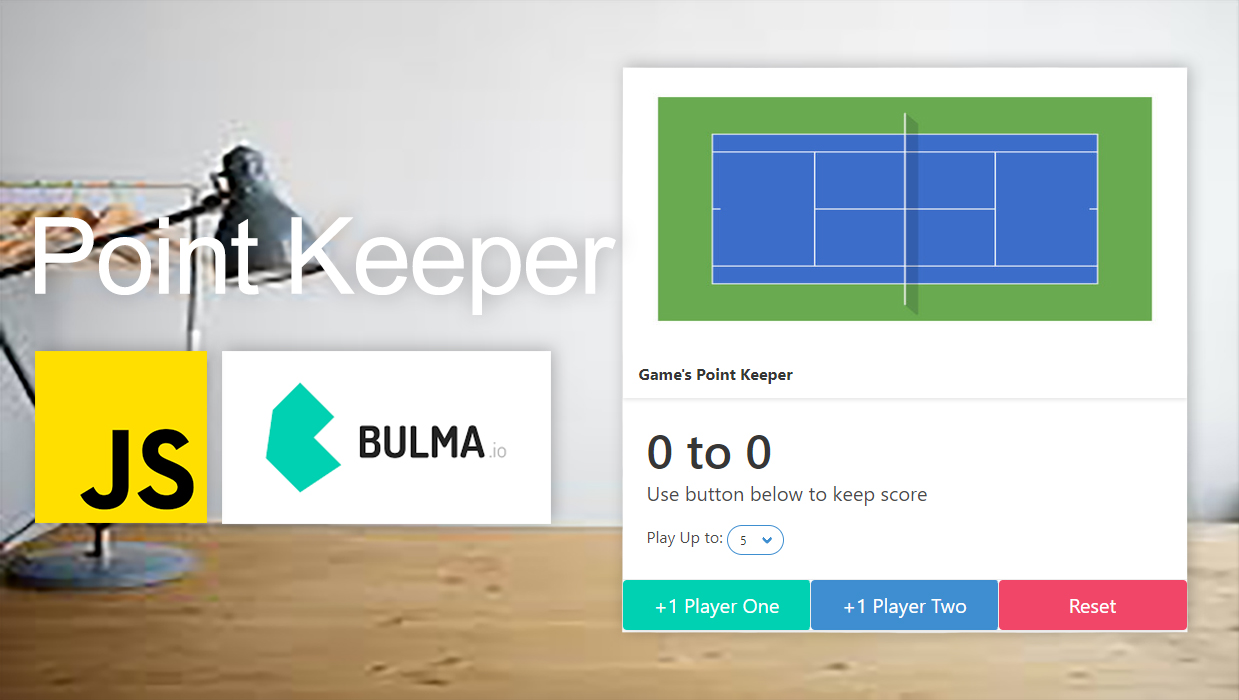 Point Keeper
JS
BULMA.io
Game's Point Keeper
0 to 0
Use button below to keep score
Play Up to: 5
+1 Player One
+1 Player Two
Reset